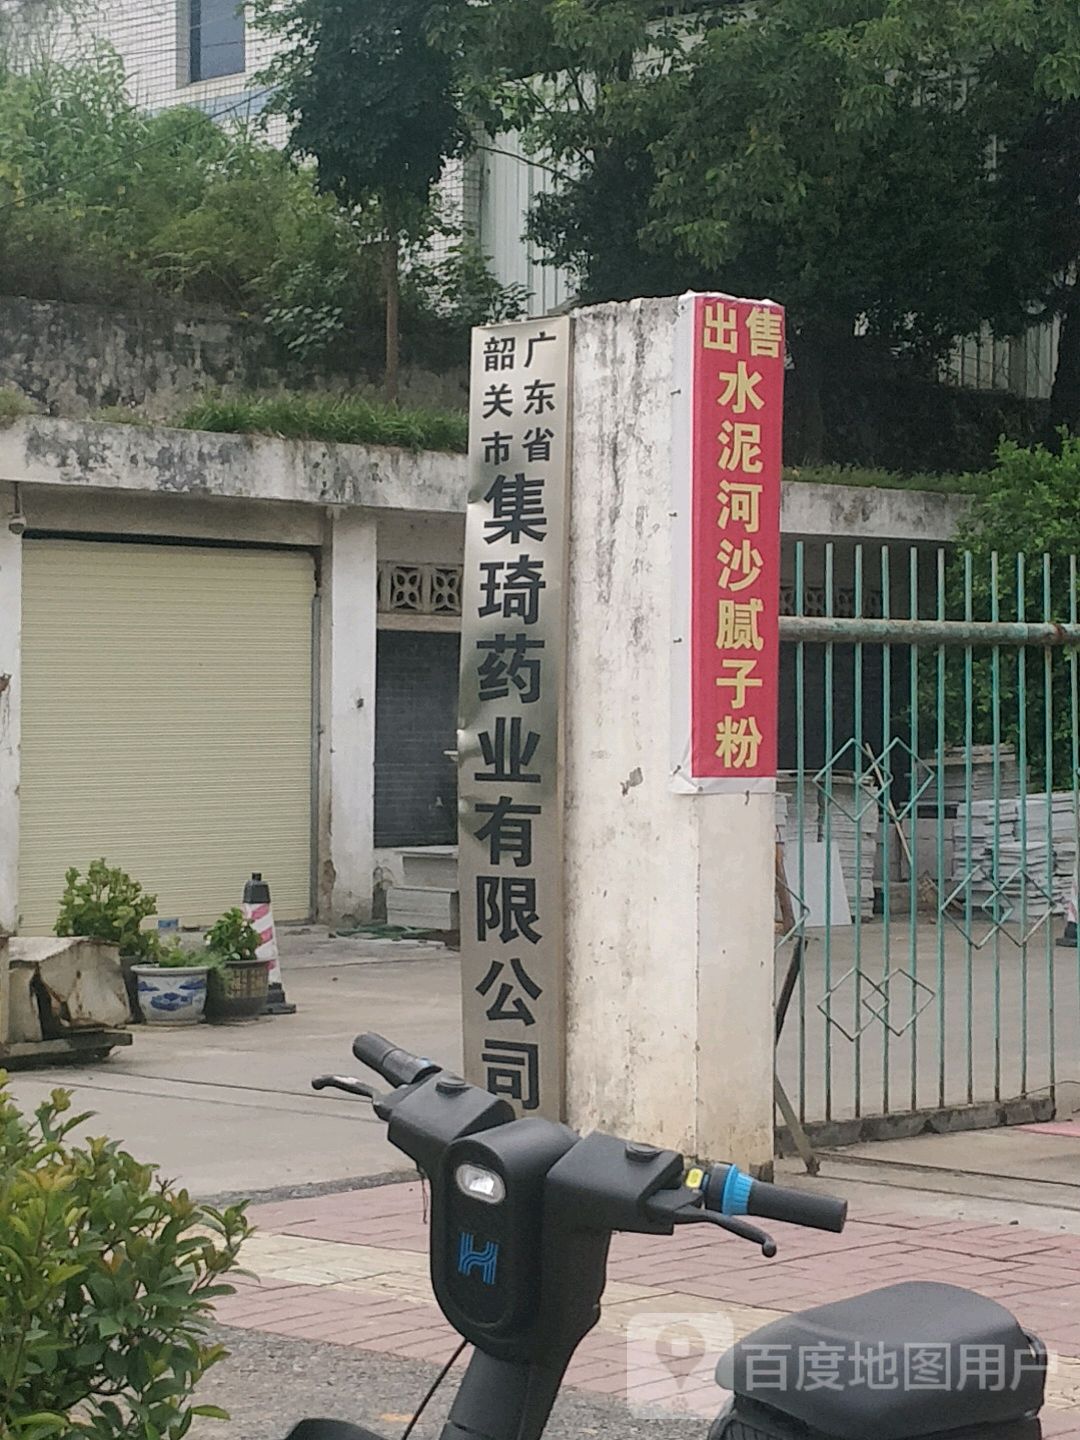 广东省
韶关市
集琦药业有限公司
出售
水泥河沙腻子粉
百度地图用户